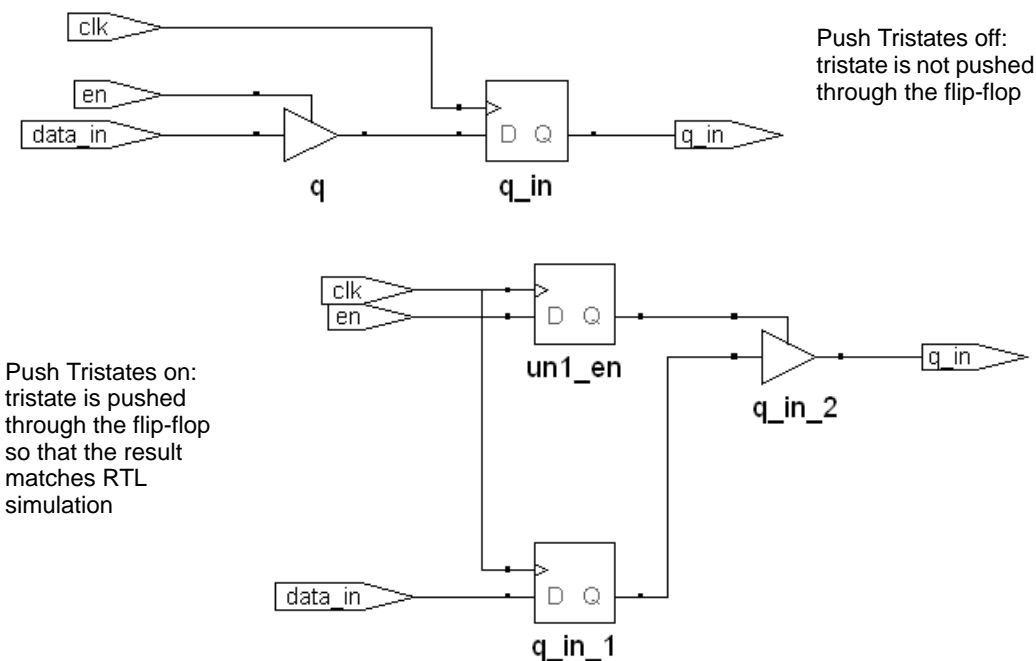 clk
Push Tristates off:
tristate is not pushed
through the flip-flop
en
data_in
D Q
q_in
q
q_in
clk
en
D Q
un1_en
q_in
q_in_2
Push Tristates on:
tristate is pushed
through the flip-flop
so that the result
matches RTL
simulation
data_in
D Q
q_in_1